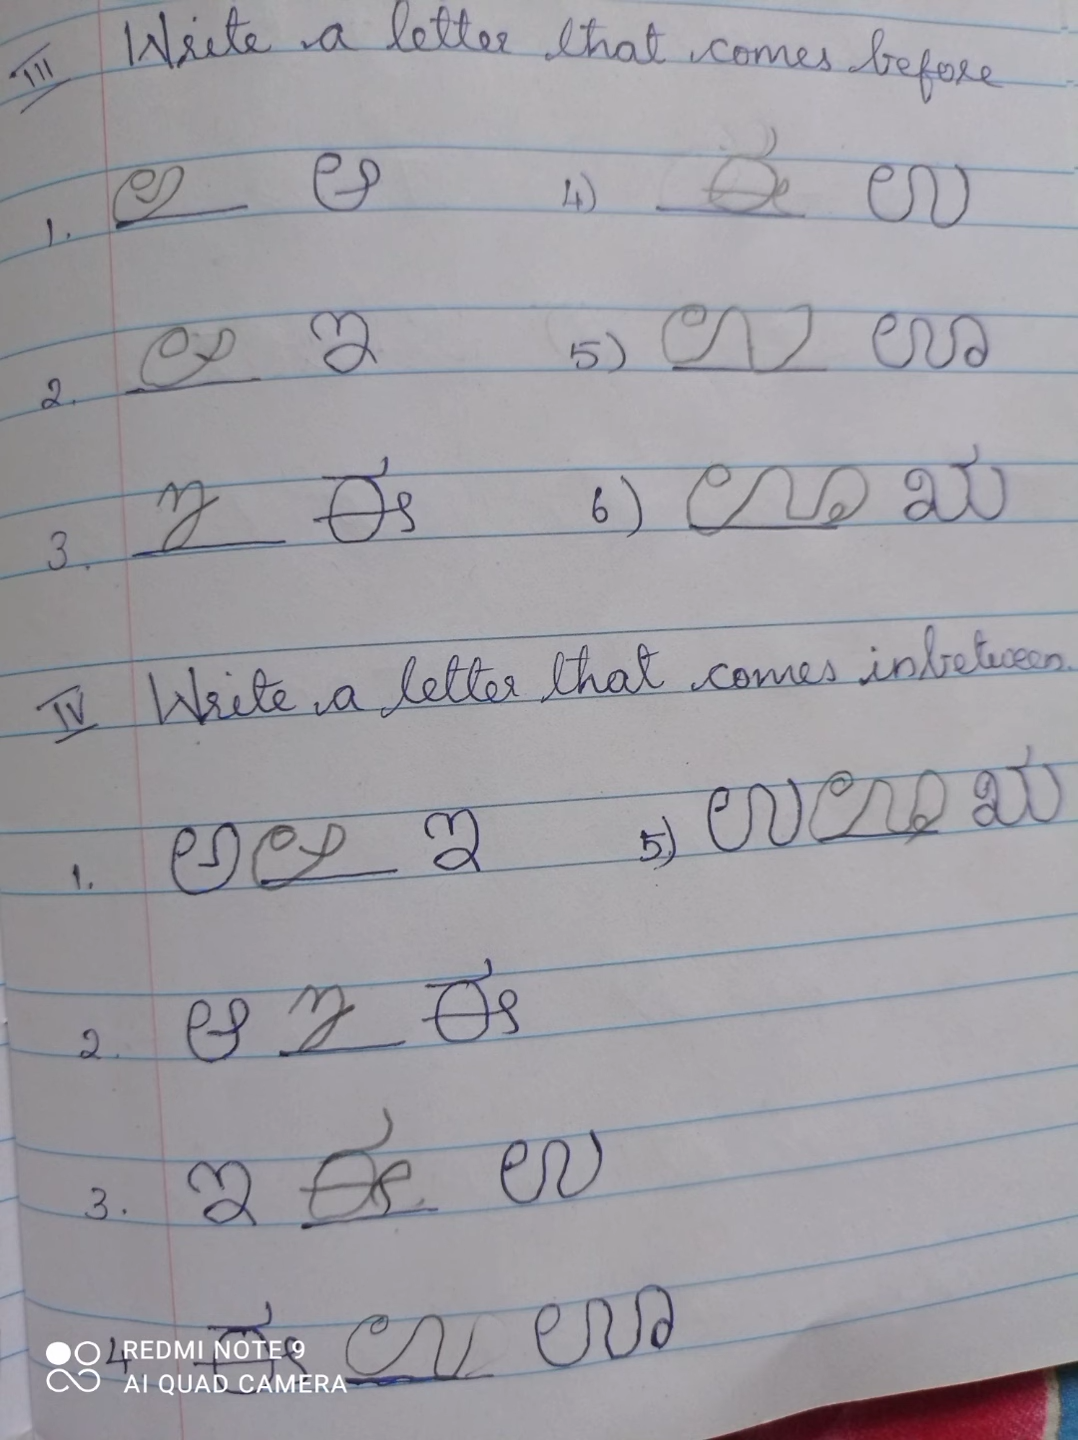 III Write a letter that comes before
1. ಅ ಆ 4) ಈ ಉ
2. ಆ ಇ 5) ಉ ಊ
3. ಇ ಈ 6) ಊ ಋ
IV Write a letter that comes inbetween.
1. ಅ ಆ ಇ 5) ಉ ಊ ಋ
2. ಆ ಇ ಈ
3. ಇ ಈ ಉ
4 ಈ ಉ ಊ
REDMI NOTE 9
AI QUAD CAMERA